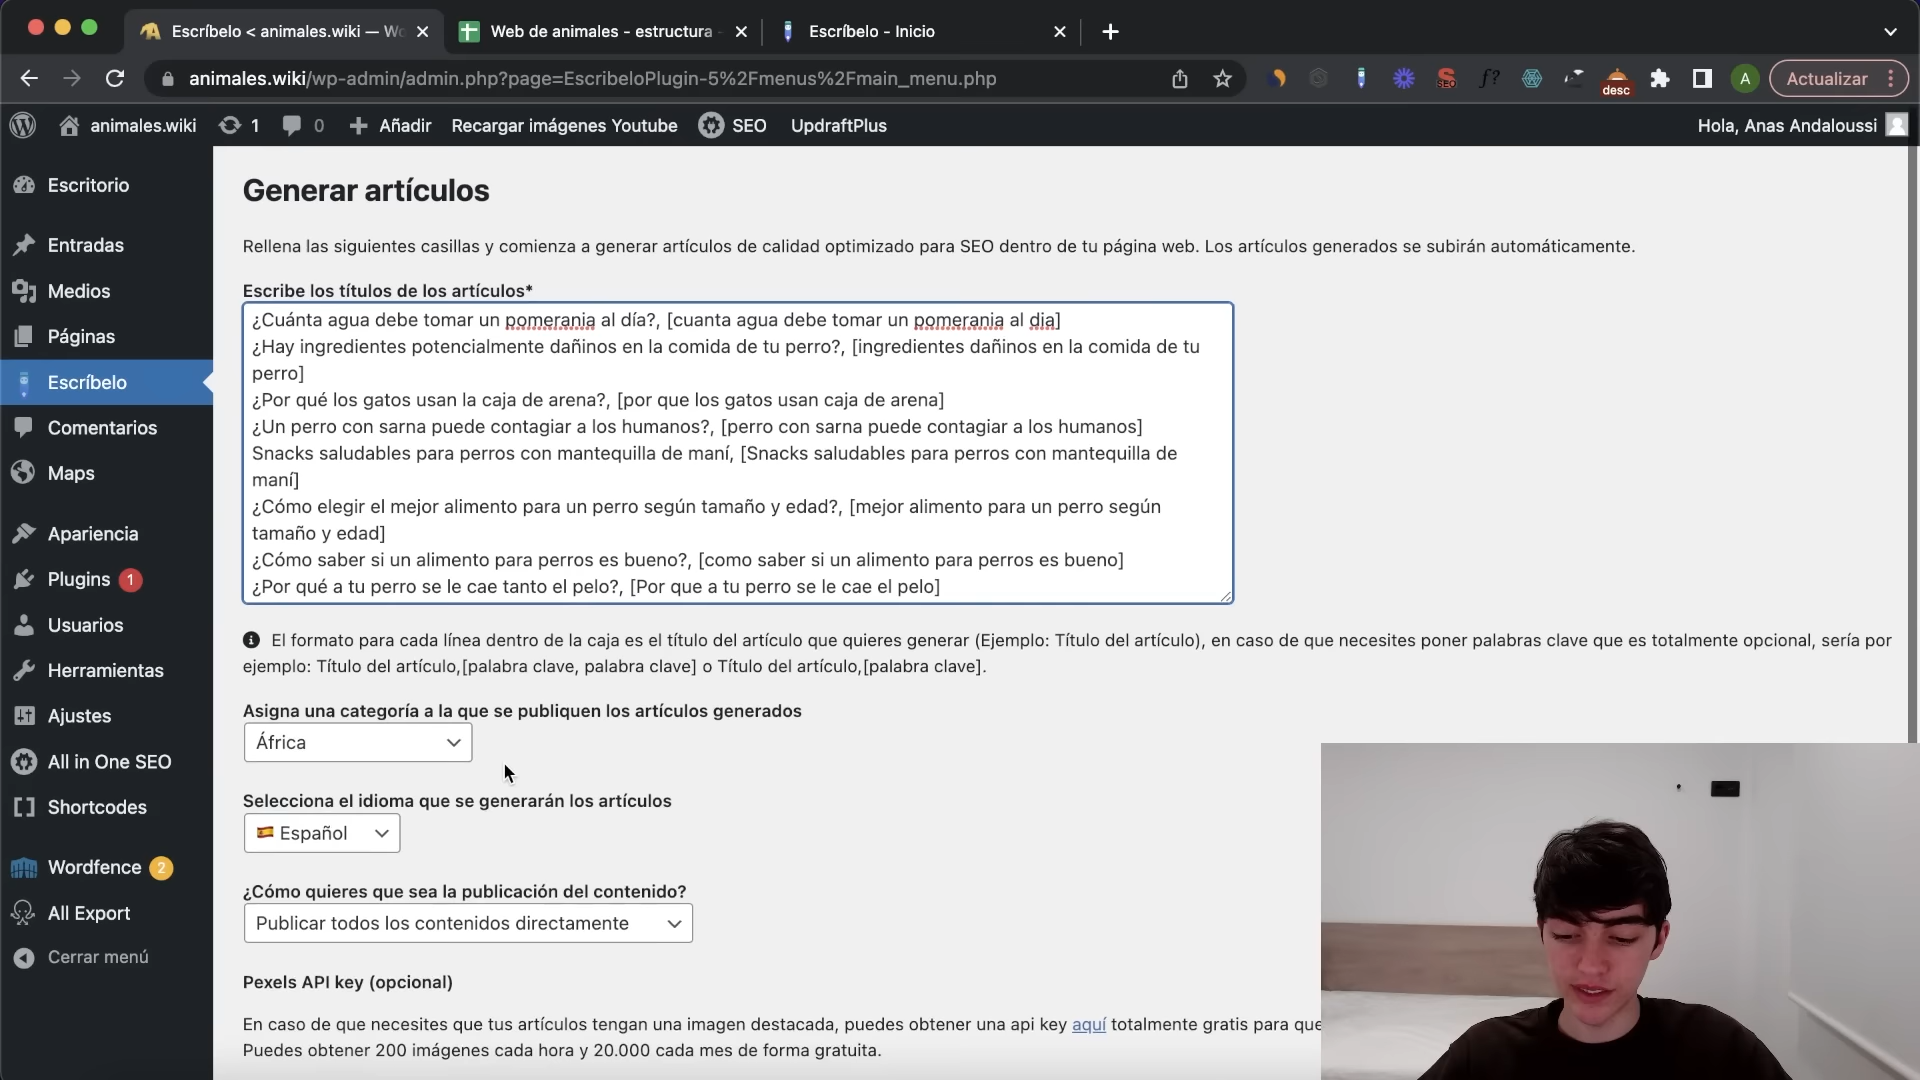 Escríbelo < animales.wiki — Wo
Web de animales - estructura -
Escríbelo - Inicio
animales.wiki/wp-admin/admin.php?page=EscribeloPlugin-5%2Fmenus%2Fmain_menu.php
SEO
f?
desc
A
Actualizar
animales.wiki
1
0
Añadir
Recargar imágenes Youtube
SEO
UpdraftPlus
Hola, Anas Andaloussi
Escritorio
Entradas
Medios
Páginas
Escríbelo
Comentarios
Maps
Apariencia
Plugins 1
Usuarios
Herramientas
Ajustes
All in One SEO
Shortcodes
Wordfence 2
All Export
Cerrar menú
Generar artículos
Rellena las siguientes casillas y comienza a generar artículos de calidad optimizado para SEO dentro de tu página web. Los artículos generados se subirán automáticamente.
Escribe los títulos de los artículos*
¿Cuánta agua debe tomar un pomerania al día?, [cuanta agua debe tomar un pomerania al dia]
¿Hay ingredientes potencialmente dañinos en la comida de tu perro?, [ingredientes dañinos en la comida de tu
perro]
¿Por qué los gatos usan la caja de arena?, [por que los gatos usan caja de arena]
¿Un perro con sarna puede contagiar a los humanos?, [perro con sarna puede contagiar a los humanos]
Snacks saludables para perros con mantequilla de maní, [Snacks saludables para perros con mantequilla de
maní]
¿Cómo elegir el mejor alimento para un perro según tamaño y edad?, [mejor alimento para un perro según
tamaño y edad]
¿Cómo saber si un alimento para perros es bueno?, [como saber si un alimento para perros es bueno]
¿Por qué a tu perro se le cae tanto el pelo?, [Por que a tu perro se le cae el pelo]
El formato para cada línea dentro de la caja es el título del artículo que quieres generar (Ejemplo: Título del artículo), en caso de que necesites poner palabras clave que es totalmente opcional, sería por
ejemplo: Título del artículo,[palabra clave, palabra clave] o Título del artículo,[palabra clave].
Asigna una categoría a la que se publiquen los artículos generados
África
Selecciona el idioma que se generarán los artículos
Español
¿Cómo quieres que sea la publicación del contenido?
Publicar todos los contenidos directamente
Pexels API key (opcional)
En caso de que necesites que tus artículos tengan una imagen destacada, puedes obtener una api key aquí totalmente gratis para que
Puedes obtener 200 imágenes cada hora y 20.000 cada mes de forma gratuita.